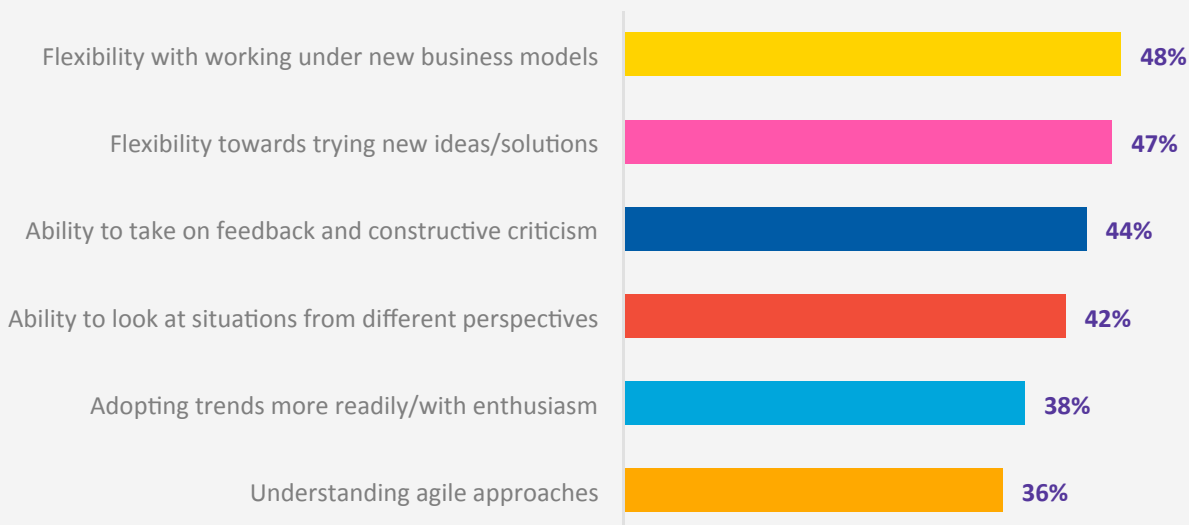 Flexibility with working under new business models 48%
Flexibility towards trying new ideas/solutions 47%
Ability to take on feedback and constructive criticism 44%
Ability to look at situations from different perspectives 42%
Adopting trends more readily/with enthusiasm 38%
Understanding agile approaches 36%